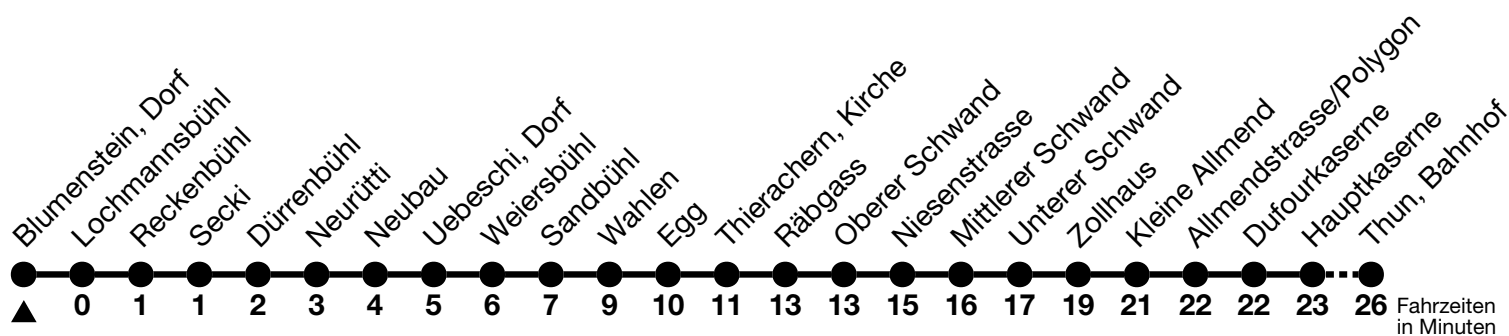 Blumenstein, Dorf
Lochmannsbühl
Reckenbühl
Secki
Dürrenbühl
Neurütti
Neubau
Uebeschi, Dorf
Weiersbühl
Sandbühl
Wahlen
Egg
Thierachern, Kirche
Räbgass
Oberer Schwand
Niesenstrasse
Mittlerer Schwand
Unterer Schwand
Zollhaus
Kleine Allmend
Allmendstrasse/Polygon
Dufourkaserne
Hauptkaserne
Thun, Bahnhof
0 1 1 2 3 4 5 6 7 9 10 11 13 13 15 16 17 19 21 22 22 23 26
Fahrzeiten
in Minuten